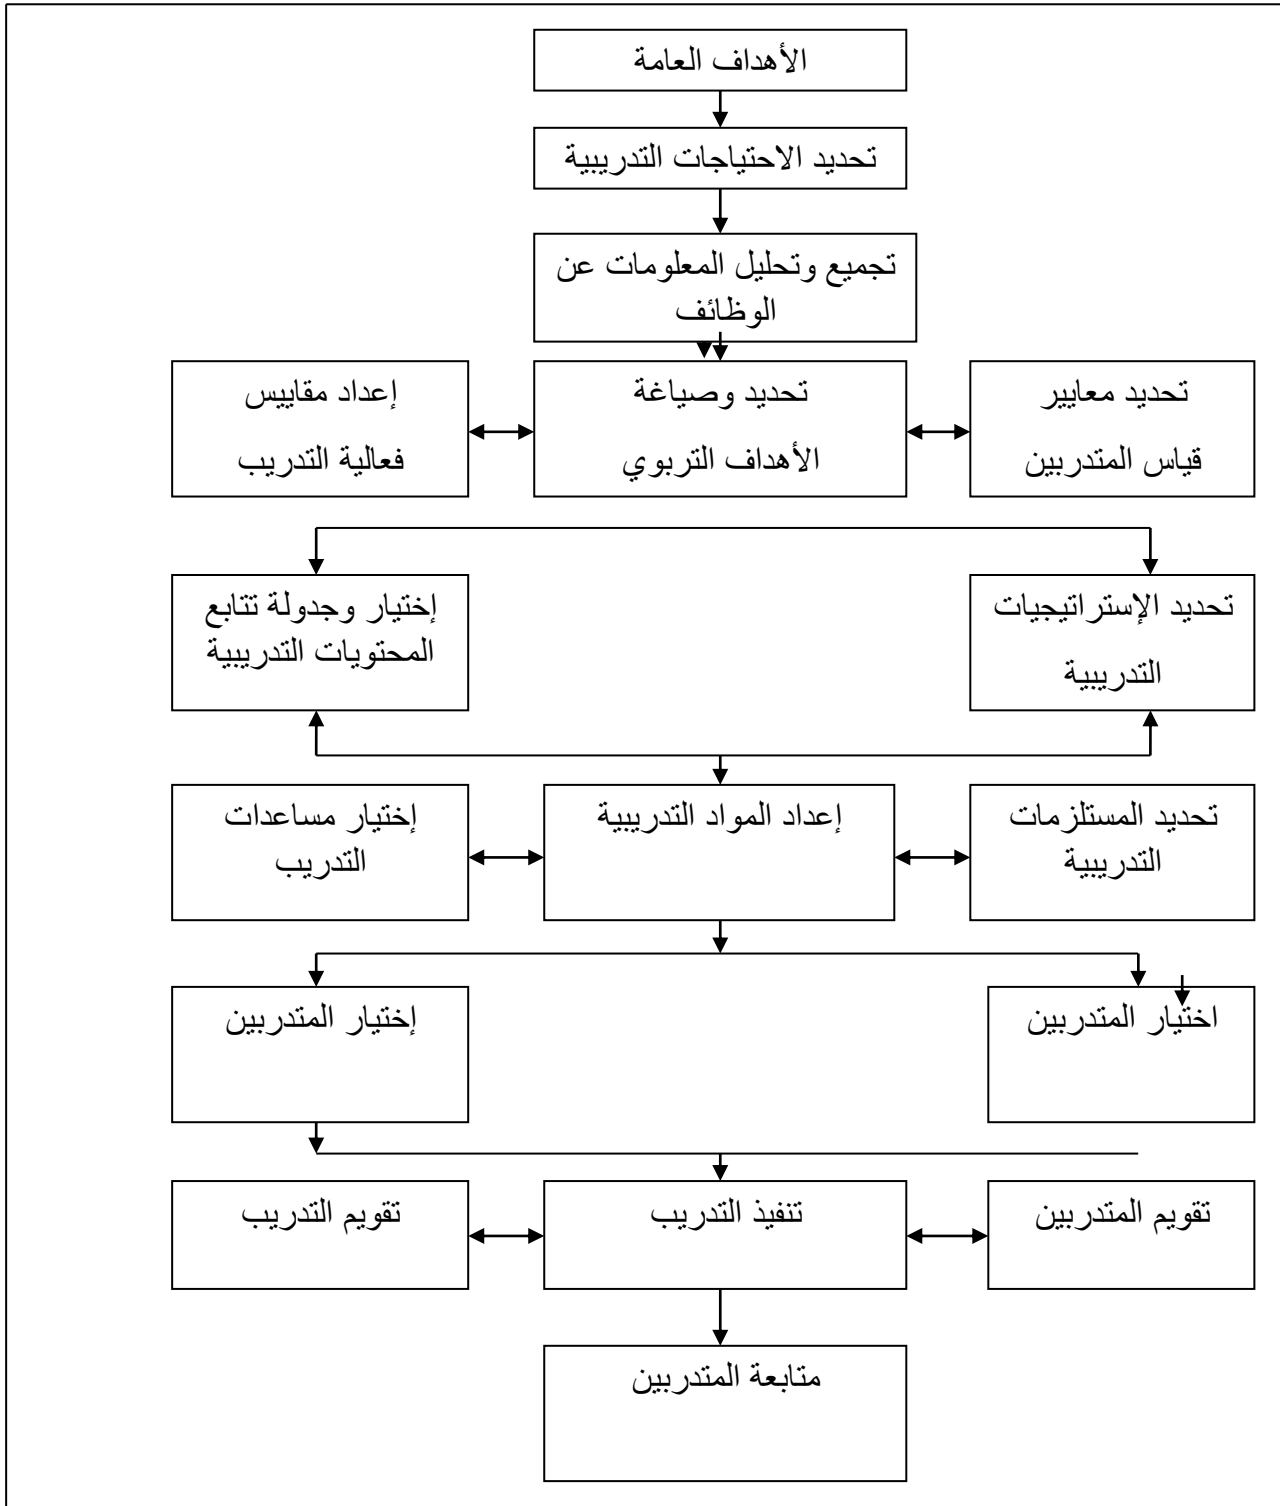 الأهداف العامة
تحديد الاحتياجات التدريبية
تجميع وتحليل المعلومات عن
الوظائف
تحديد معايير
قياس المتدربين
تحديد وصياغة
الأهداف التربوي
إعداد مقاييس
فعالية التدريب
تحديد الإستراتيجيات
التدريبية
إختيار وجدولة تتابع
المحتويات التدريبية
تحديد المستلزمات
التدريبية
إعداد المواد التدريبية
إختيار مساعدات
التدريب
اختيار المتدربين
إختيار المتدربين
تقويم المتدربين
تنفيذ التدريب
تقويم التدريب
متابعة المتدربين